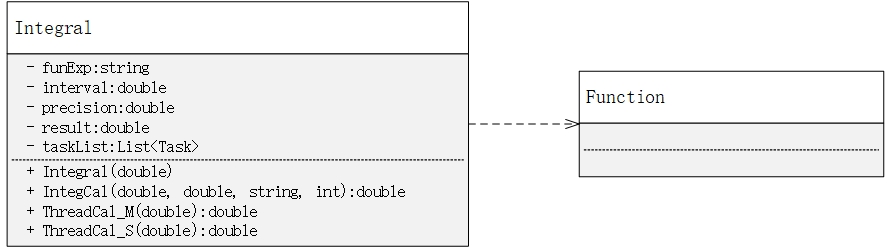 Integral
- funExp:string
- interval:double
- precision:double
- result:double
- taskList:List<Task>
+ Integral(double)
+ IntegCal(double, double, string, int):double
+ ThreadCal_M(double):double
+ ThreadCal_S(double):double
Function